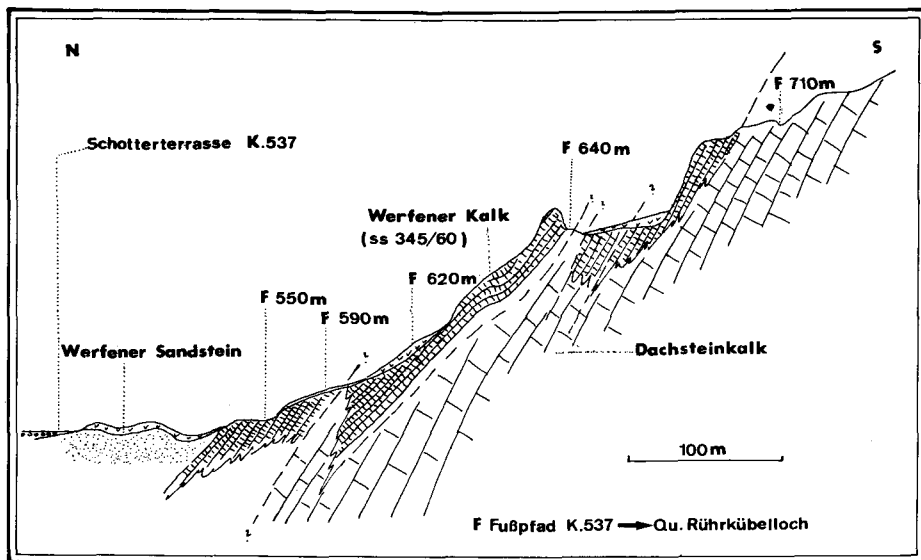 N
S
F 710m
Schotterterrasse K.537
F 640m
Werfener Kalk
(ss 345/60)
F 620m
F 550m
F 590m
Werfener Sandstein
Dachsteinkalk
100m
F Fußpfad K.537 → Qu. Rührkübelloch
? ? ? ? ?